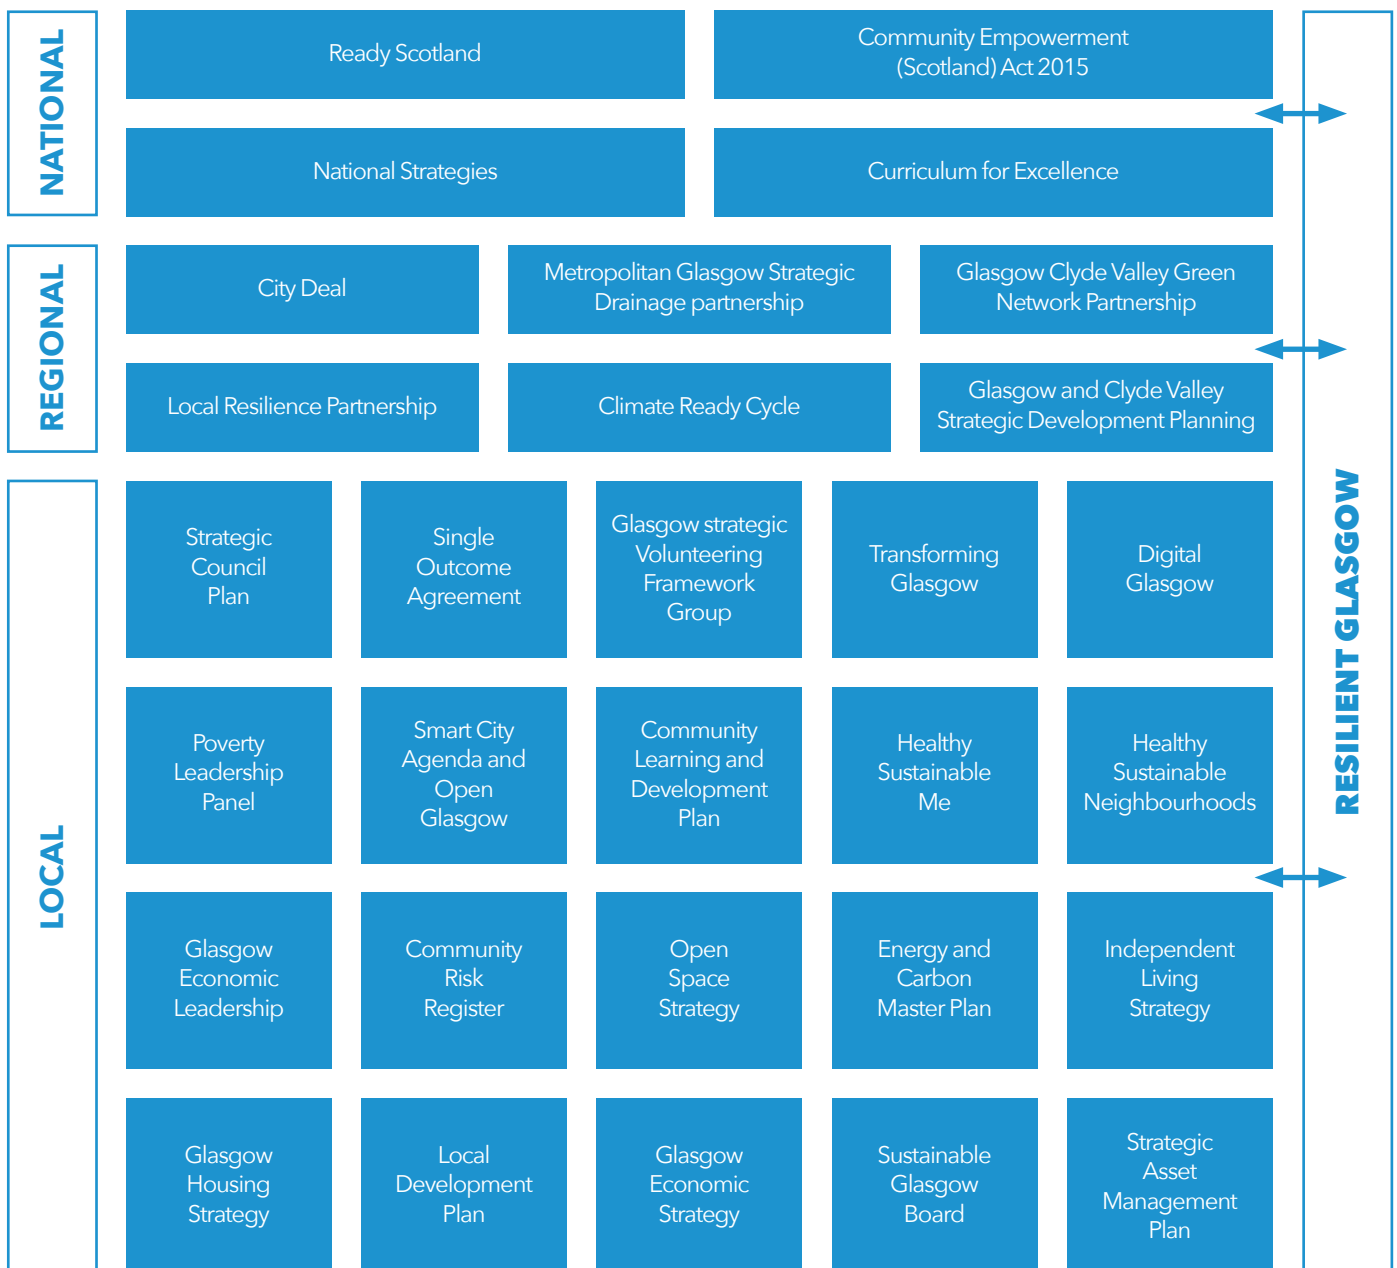 NATIONAL
Ready Scotland
Community Empowerment
(Scotland) Act 2015
National Strategies
Curriculum for Excellence
REGIONAL
City Deal
Metropolitan Glasgow Strategic
Drainage partnership
Glasgow Clyde Valley Green
Network Partnership
Local Resilience Partnership
Climate Ready Cycle
Glasgow and Clyde Valley
Strategic Development Planning
LOCAL
Strategic
Council
Plan
Single
Outcome
Agreement
Glasgow strategic
Volunteering
Framework
Group
Transforming
Glasgow
Digital
Glasgow
Poverty
Leadership
Panel
Smart City
Agenda and
Open
Glasgow
Community
Learning and
Development
Plan
Healthy
Sustainable
Me
Healthy
Sustainable
Neighbourhoods
Glasgow
Economic
Leadership
Community
Risk
Register
Open
Space
Strategy
Energy and
Carbon
Master Plan
Independent
Living
Strategy
Glasgow
Housing
Strategy
Local
Development
Plan
Glasgow
Economic
Strategy
Sustainable
Glasgow
Board
Strategic
Asset
Management
Plan
RESILIENT GLASGOW